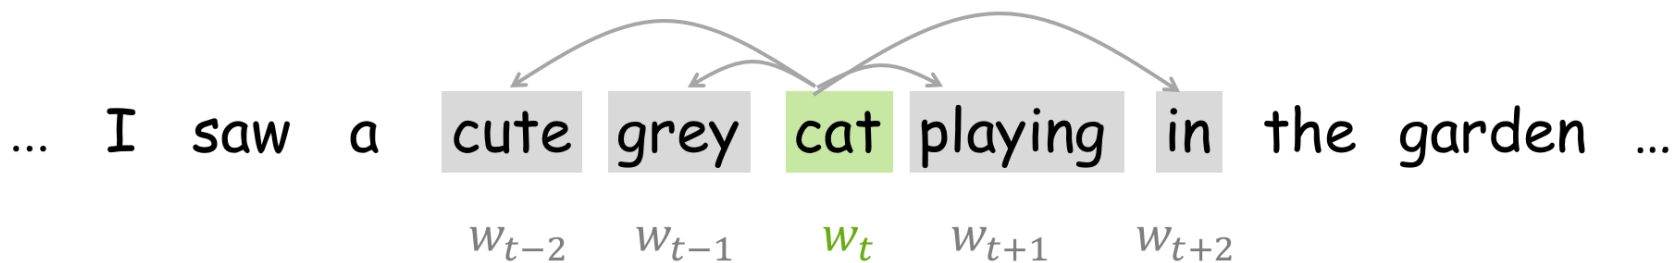 ... I saw a cute grey cat playing in the garden ...
w_{t-2} w_{t-1} w_t w_{t+1} w_{t+2}